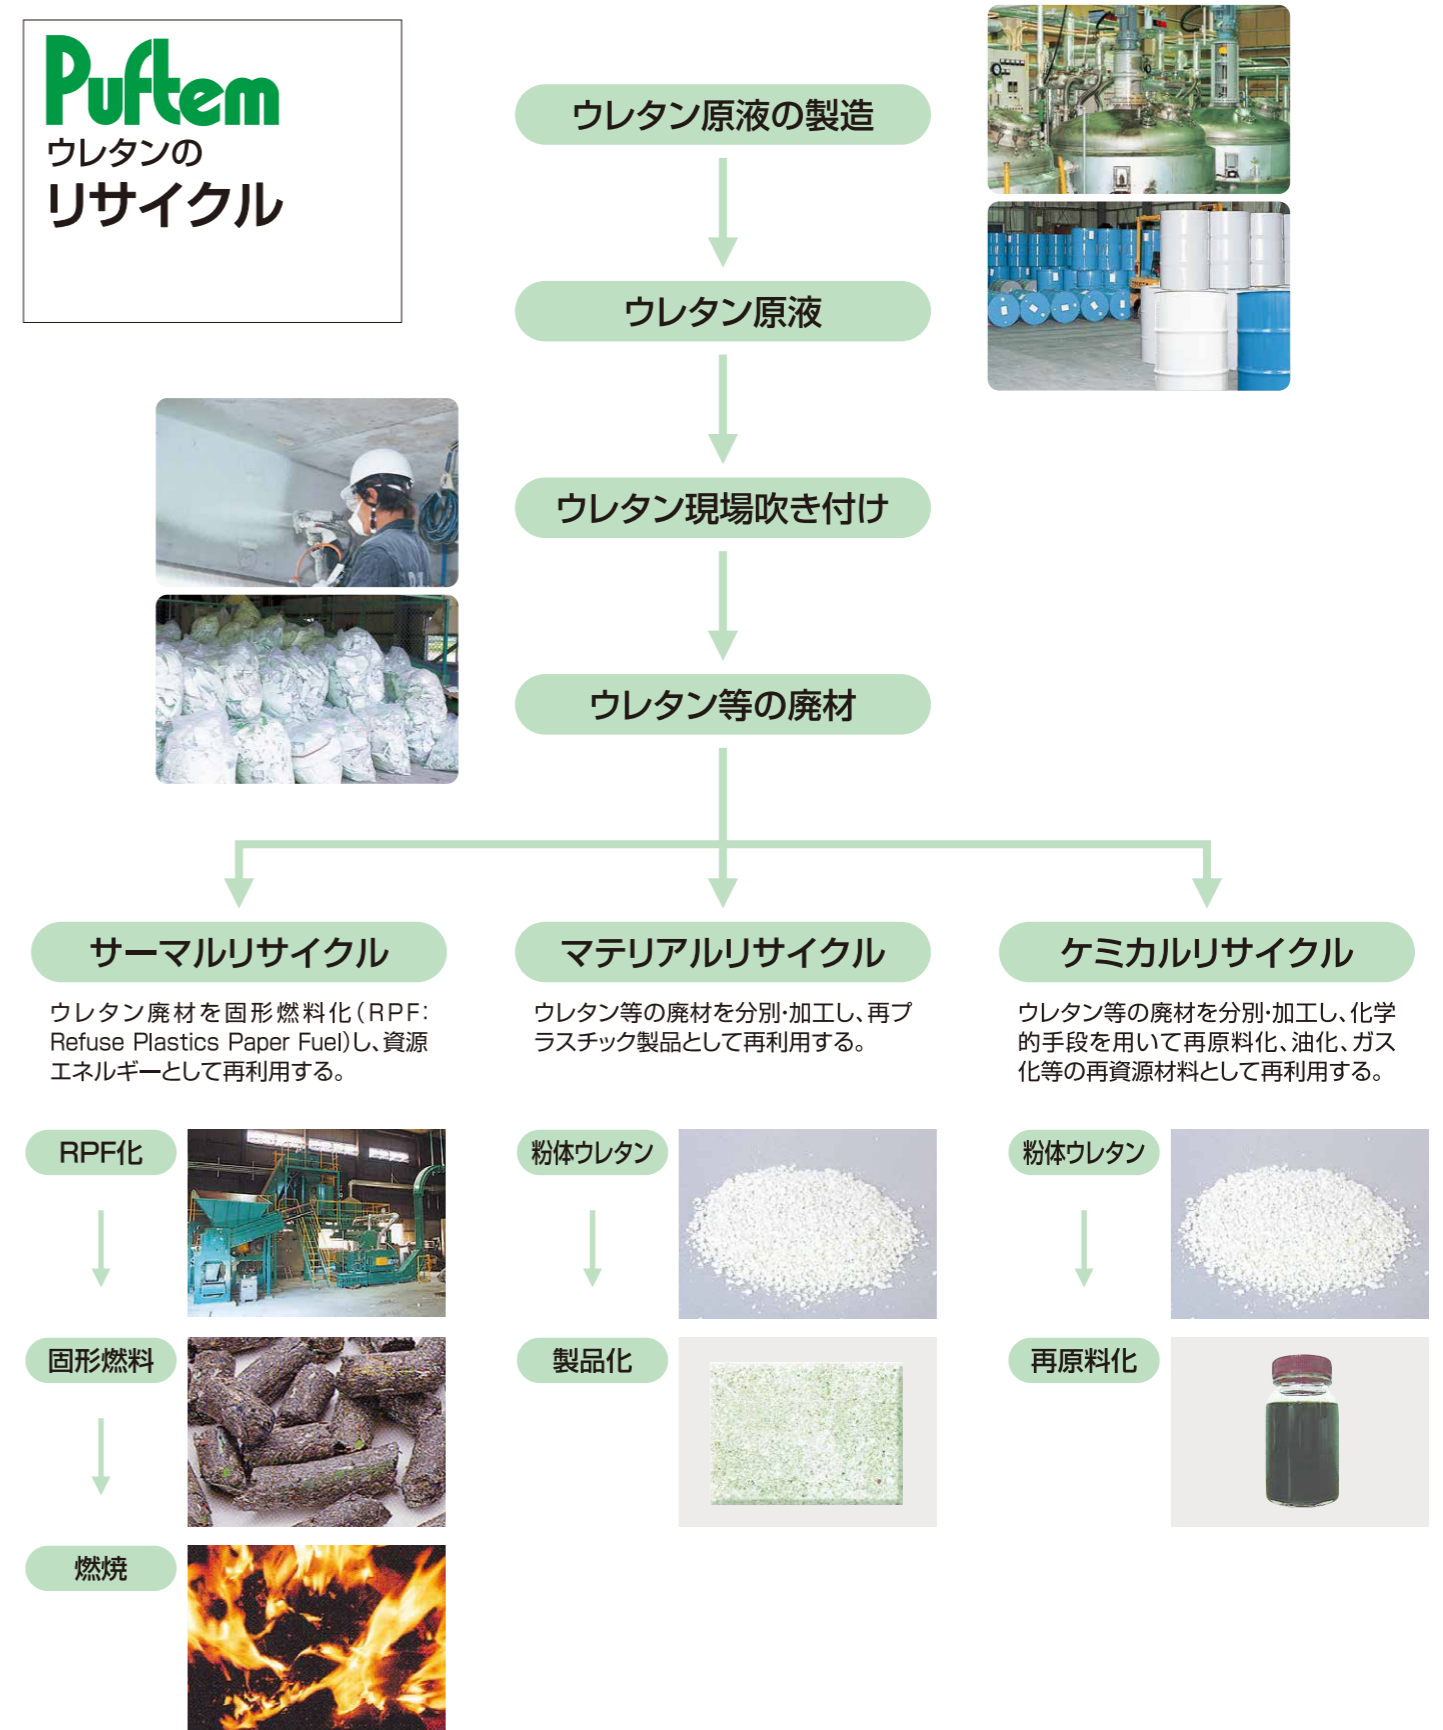 Puftem
ウレタンの
リサイクル
ウレタン原液の製造
ウレタン原液
ウレタン現場吹き付け
ウレタン等の廃材
サーマルリサイクル
ウレタン廃材を固形燃料化(RPF:
Refuse Plastics Paper Fuel)し、資源
エネルギーとして再利用する。
RPF化
固形燃料
燃焼
マテリアルリサイクル
ウレタン等の廃材を分別・加工し、再プ
ラスチック製品として再利用する。
粉体ウレタン
製品化
ケミカルリサイクル
ウレタン等の廃材を分別・加工し、化学
的手段を用いて再原料化、油化、ガス
化等の再資源材料として再利用する。
粉体ウレタン
再原料化